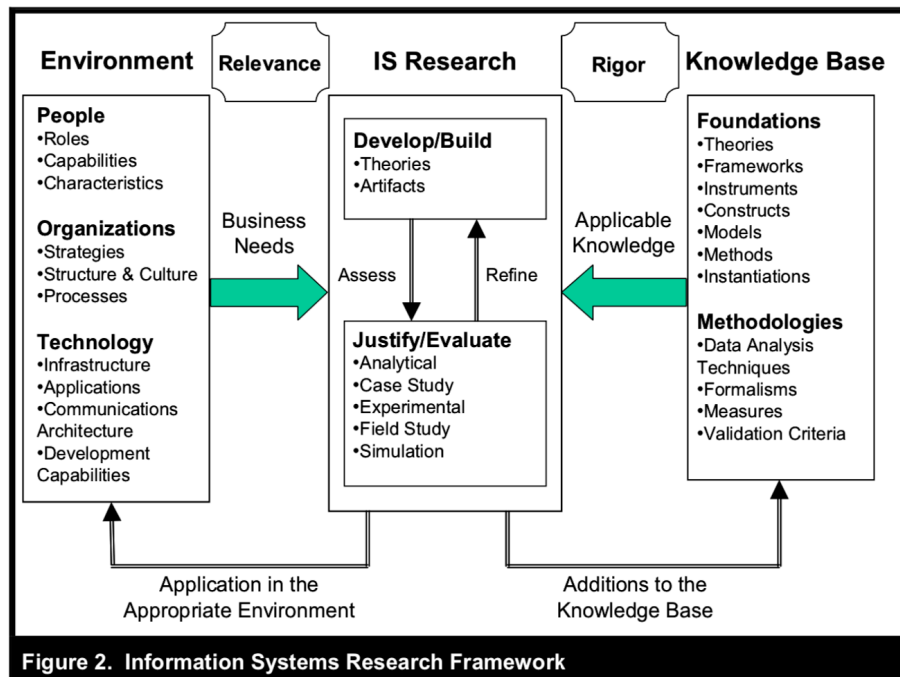 Environment
Relevance
IS Research
Rigor
Knowledge Base
People
•Roles
•Capabilities
•Characteristics
Organizations
•Strategies
•Structure & Culture
•Processes
Technology
•Infrastructure
•Applications
•Communications
Architecture
•Development
Capabilities
Business
Needs
Develop/Build
•Theories
•Artifacts
Assess
Refine
Justify/Evaluate
•Analytical
•Case Study
•Experimental
•Field Study
•Simulation
Applicable
Knowledge
Foundations
•Theories
•Frameworks
•Instruments
•Constructs
•Models
•Methods
•Instantiations
Methodologies
•Data Analysis
Techniques
•Formalisms
•Measures
•Validation Criteria
Application in the
Appropriate Environment
Additions to the
Knowledge Base
Figure 2. Information Systems Research Framework